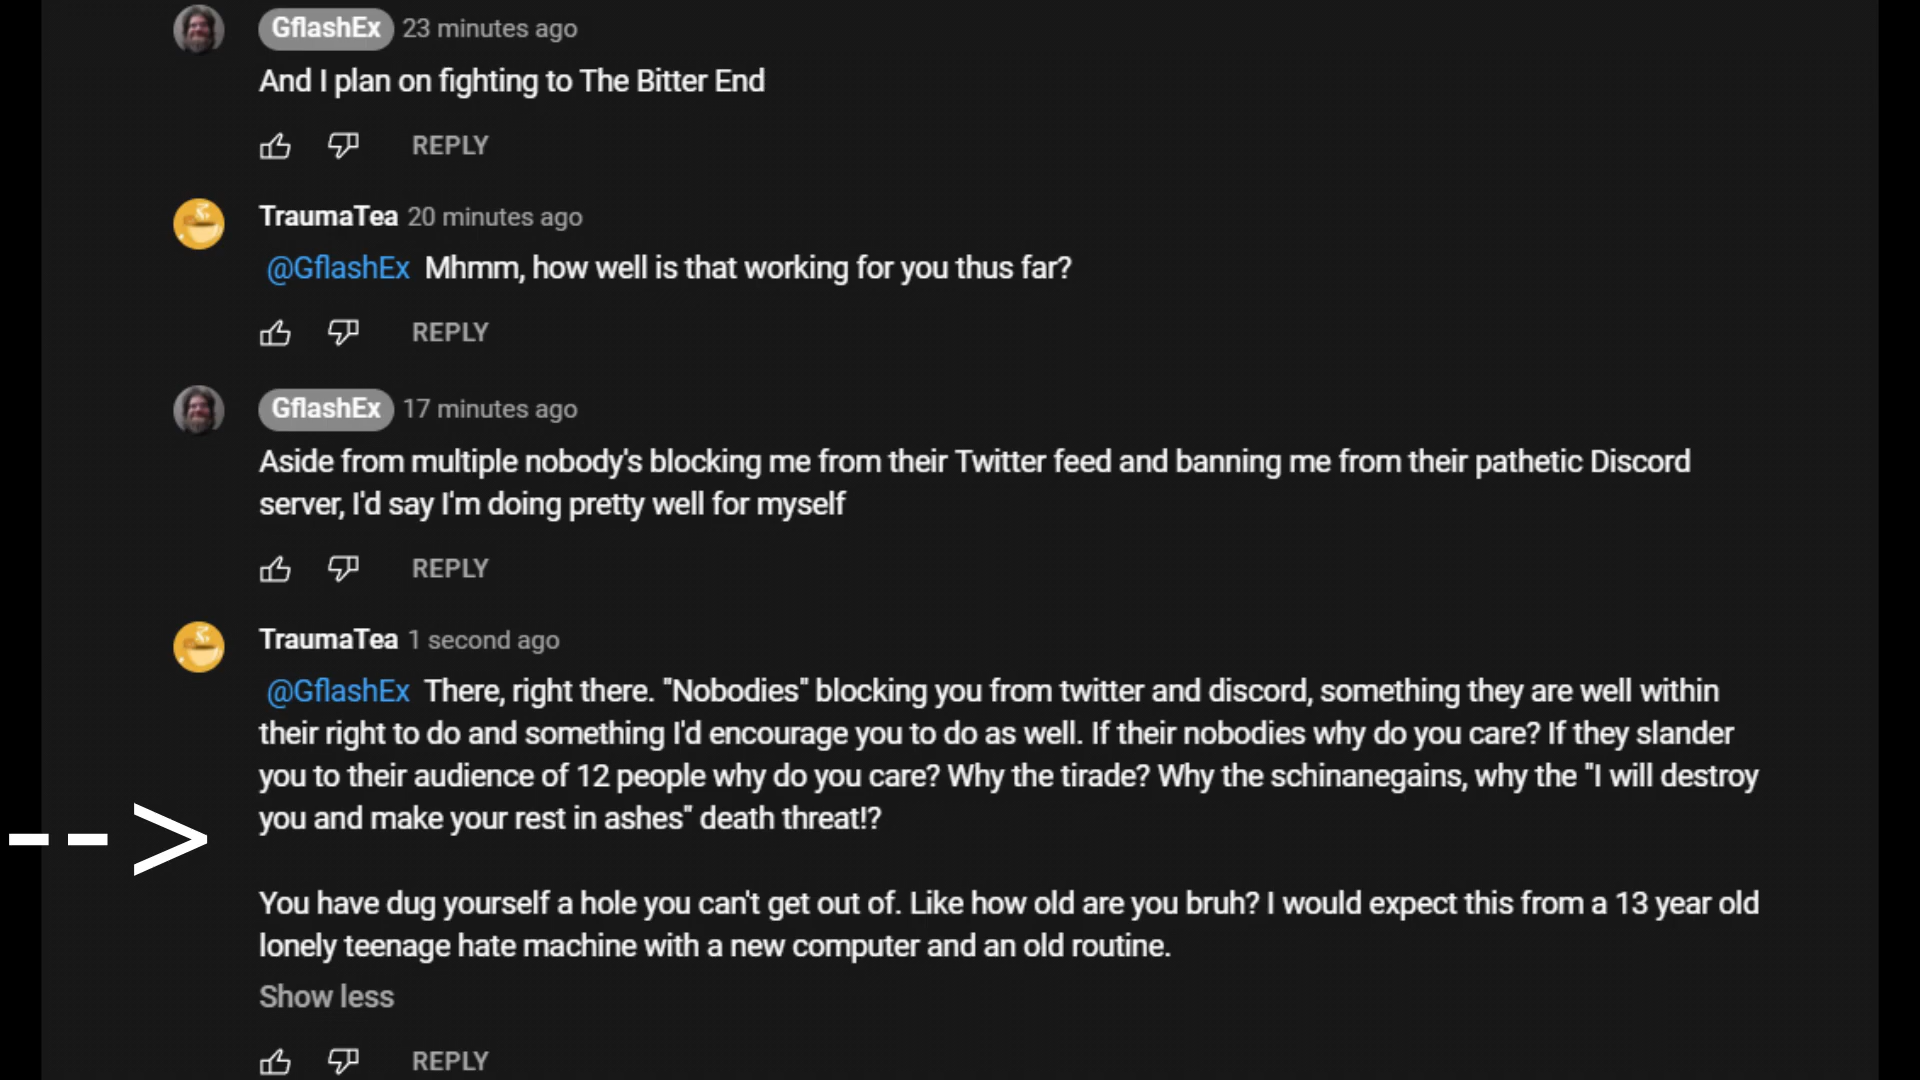 GflashEx 23 minutes ago
And I plan on fighting to The Bitter End
REPLY
TraumaTea 20 minutes ago
@GflashEx Mhmm, how well is that working for you thus far?
REPLY
GflashEx 17 minutes ago
Aside from multiple nobody's blocking me from their Twitter feed and banning me from their pathetic Discord
server, I'd say I'm doing pretty well for myself
REPLY
TraumaTea 1 second ago
@GflashEx There, right there. "Nobodies" blocking you from twitter and discord, something they are well within
their right to do and something I'd encourage you to do as well. If their nobodies why do you care? If they slander
you to their audience of 12 people why do you care? Why the tirade? Why the schinanegains, why the "I will destroy
you and make your rest in ashes" death threat!?
-->
You have dug yourself a hole you can't get out of. Like how old are you bruh? I would expect this from a 13 year old
lonely teenage hate machine with a new computer and an old routine.
Show less
REPLY